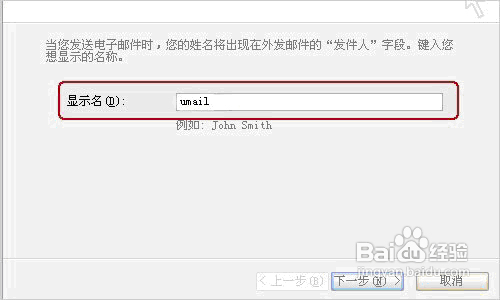 当您发送电子邮件时，您的姓名将出现在外发邮件的“发件人”字段。键入您
想显示的名称。
显示名(D)： umail
例如: John Smith
<上一步(B) 下一步(N)> 取消
Baidu经验
jingyan.baidu.com